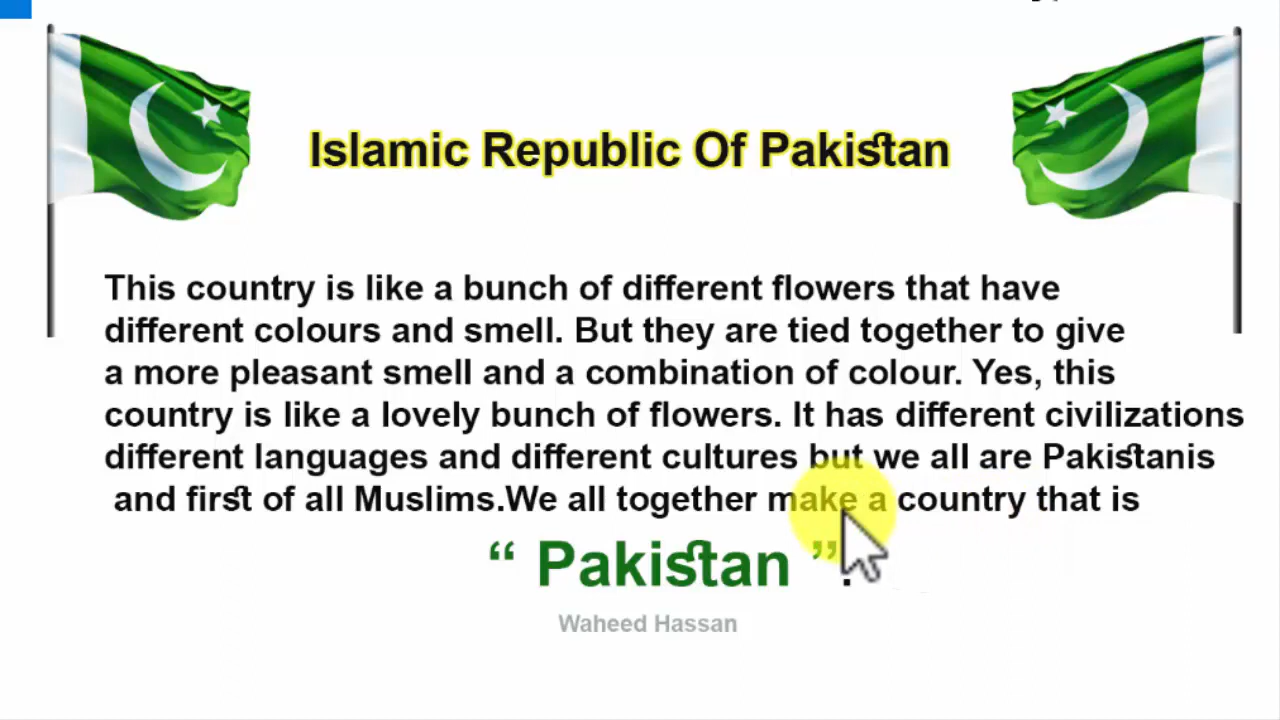 Islamic Republic Of Pakistan
This country is like a bunch of different flowers that have
different colours and smell. But they are tied together to give
a more pleasant smell and a combination of colour. Yes, this
country is like a lovely bunch of flowers. It has different civilizations
different languages and different cultures but we all are Pakistanis
and first of all Muslims.We all together make a country that is
“ Pakistan ”.
Waheed Hassan